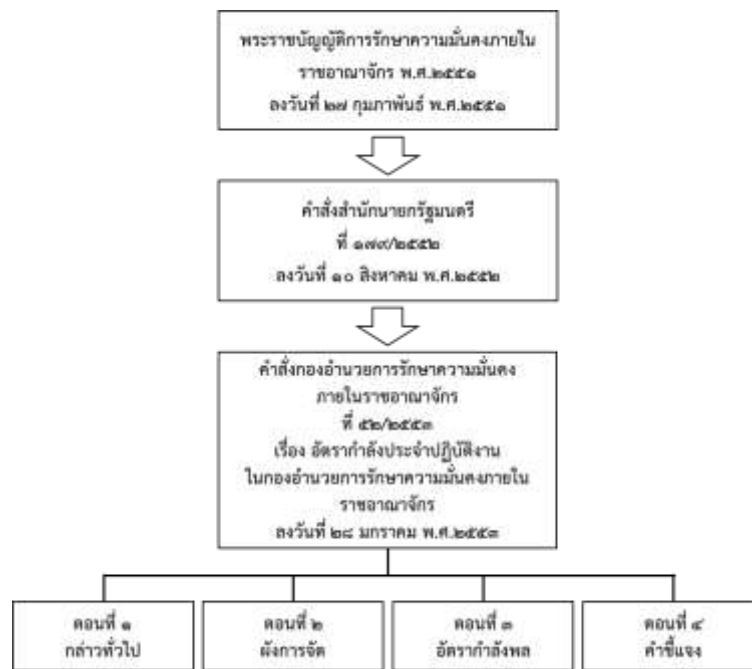 พระราชบัญญัติการรักษาความมั่นคงภายใน
ราชอาณาจักร พ.ศ.๒๕๕๑
ลงวันที่ ๒๗ กุมภาพันธ์ พ.ศ.๒๕๕๑
คำสั่งสำนักนายกรัฐมนตรี
ที่ ๑๗๙/๒๕๕๒
ลงวันที่ ๑๐ สิงหาคม พ.ศ.๒๕๕๒
คำสั่งกองอำนวยการรักษาความมั่นคง
ภายในราชอาณาจักร
ที่ ๕๒/๒๕๕๓
เรื่อง อัตรากำลังประจำปฏิบัติงาน
ในกองอำนวยการรักษาความมั่นคงภายใน
ราชอาณาจักร
ลงวันที่ ๒๘ มกราคม พ.ศ.๒๕๕๓
ตอนที่ ๑
กล่าวทั่วไป
ตอนที่ ๒
ผังการจัด
ตอนที่ ๓
อัตรากำลังพล
ตอนที่ ๔
คำชี้แจง